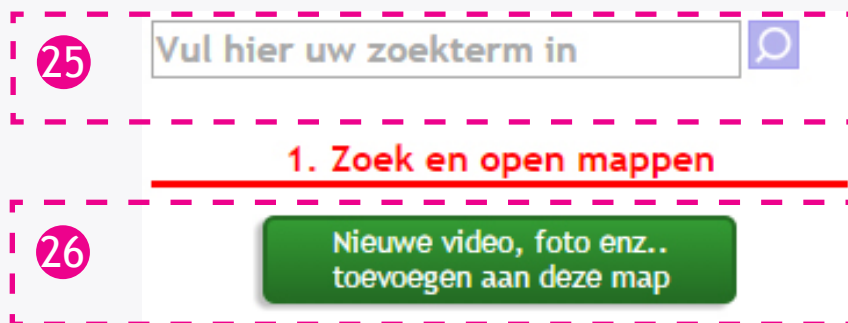 25
Vul hier uw zoekterm in
1. Zoek en open mappen
26
Nieuwe video, foto enz..
toevoegen aan deze map